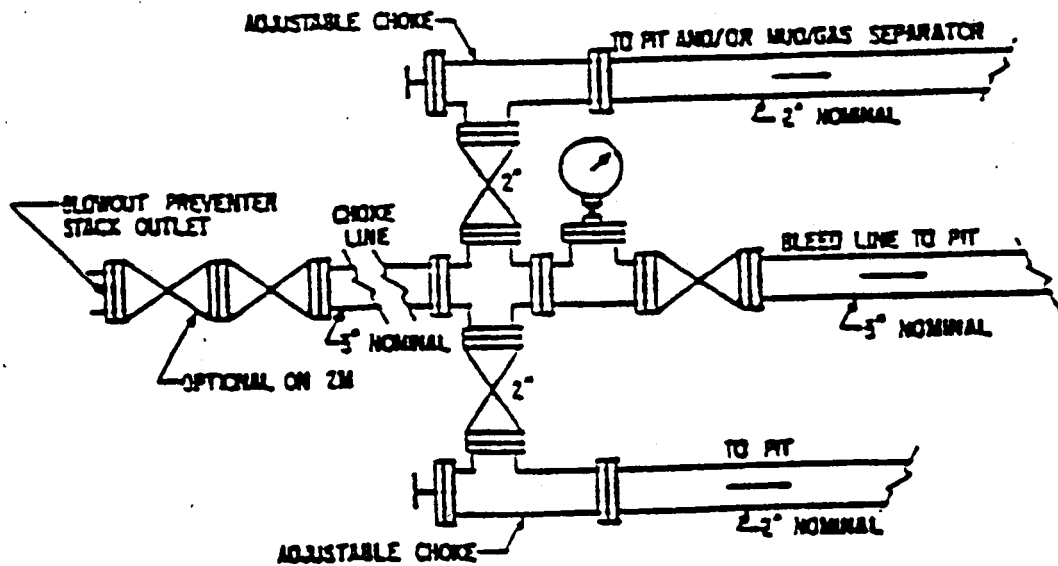 ADJUSTABLE CHOKE
TO PIT AND/OR MUD/GAS SEPARATOR
2" NOMINAL
2"
BLOWOUT PREVENTER
STACK OUTLET
CHOKE
LINE
BLEED LINE TO PIT
3" NOMINAL
3" NOMINAL
OPTIONAL ON 2M
2"
TO PIT
2" NOMINAL
ADJUSTABLE CHOKE